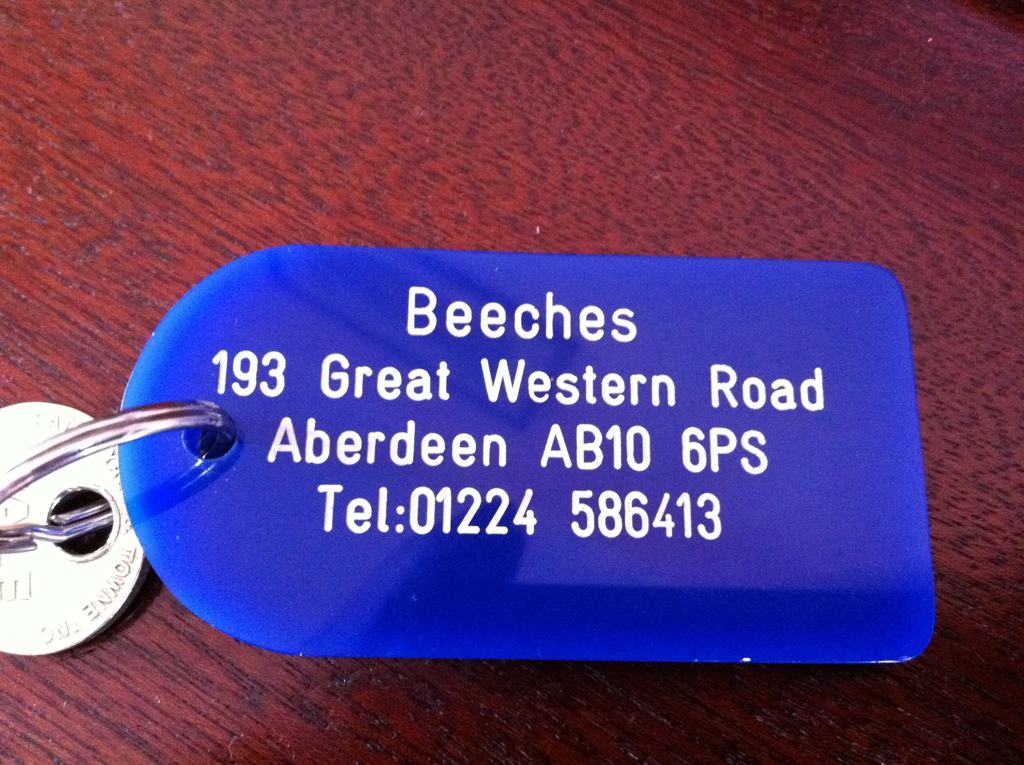 Beeches
193 Great Western Road
Aberdeen AB10 6PS
Tel:01224 586413